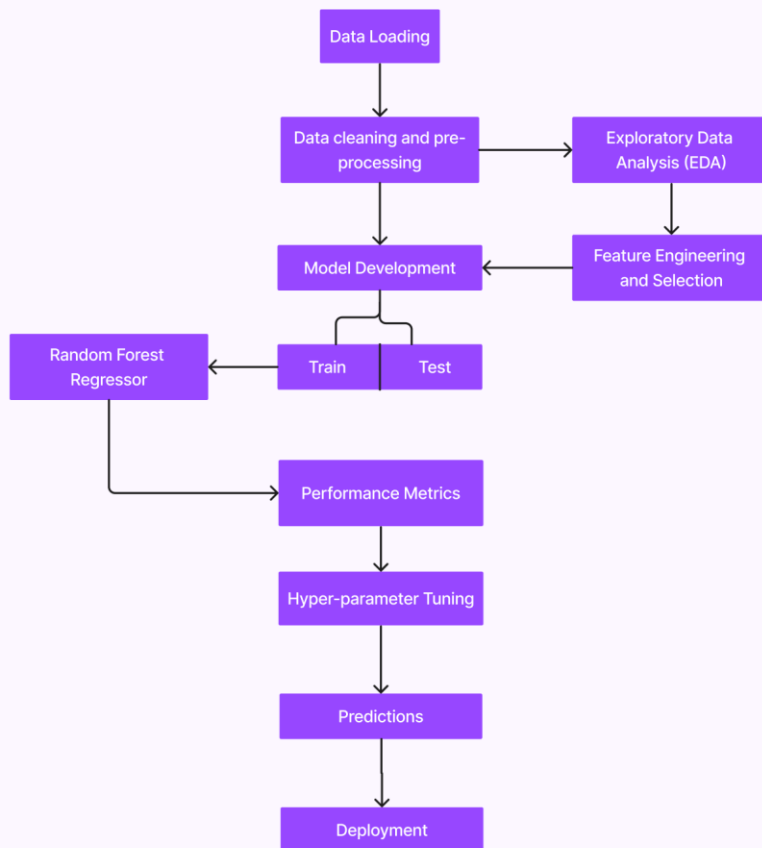 Data Loading
Data cleaning and pre-
processing
Exploratory Data
Analysis (EDA)
Model Development
Feature Engineering
and Selection
Random Forest
Regressor
Train
Test
Performance Metrics
Hyper-parameter Tuning
Predictions
Deployment